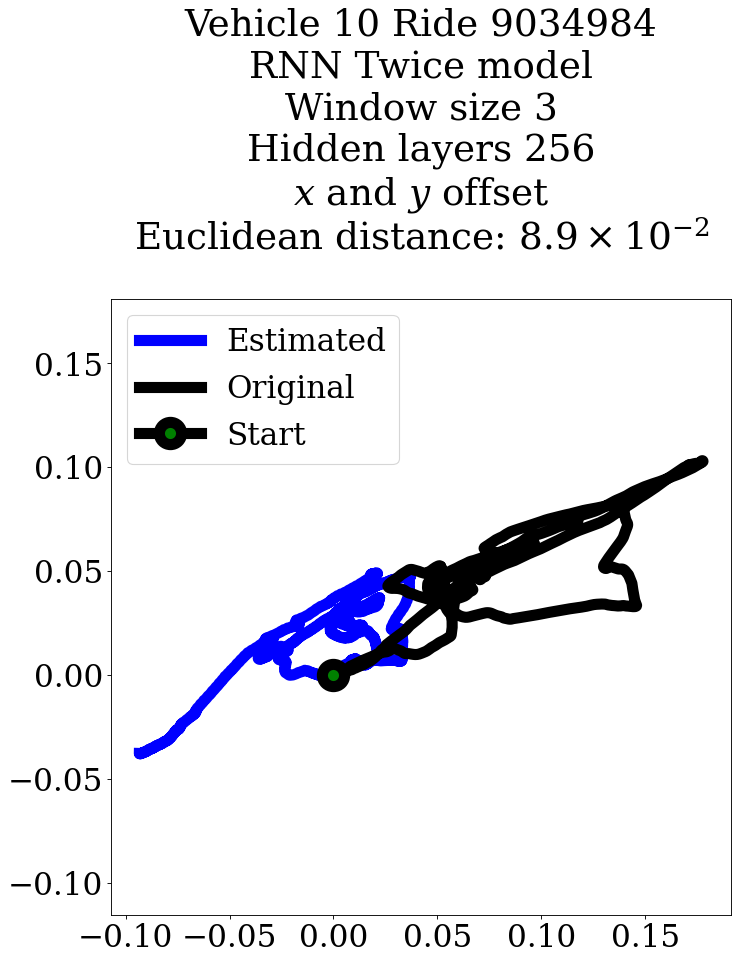 Vehicle 10 Ride 9034984
RNN Twice model
Window size 3
Hidden layers 256
x and y offset
Euclidean distance: 8.9 × 10⁻²
Estimated
Original
Start
0.15
0.10
0.05
0.00
−0.05
−0.10
−0.10 −0.05 0.00 0.05 0.10 0.15